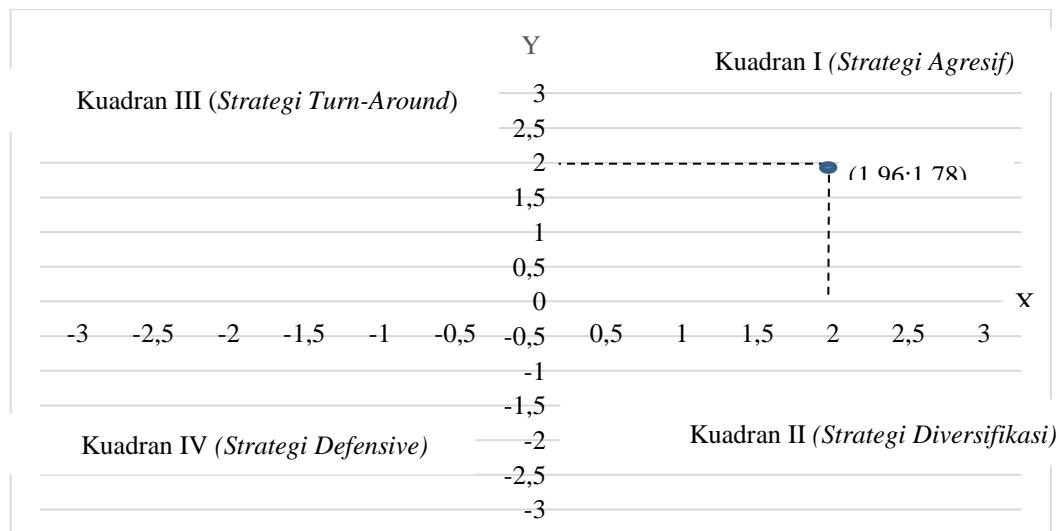 Y
Kuadran I (Strategi Agresif)
Kuadran III (Strategi Turn-Around)
3
2,5
2
(1.96:1.78)
1,5
1
0,5
0
X
-3 -2,5 -2 -1,5 -1 -0,5 -0,5 0,5 1 1,5 2 2,5 3
-1
-1,5
Kuadran IV (Strategi Defensive)
-2
Kuadran II (Strategi Diversifikasi)
-2,5
-3